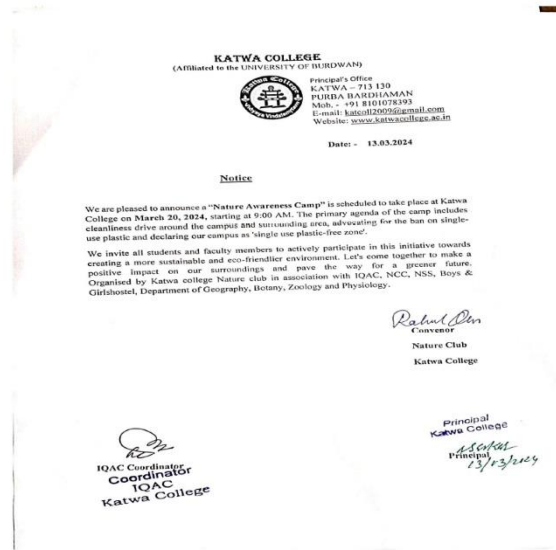 KATWA COLLEGE
(Affiliated to the UNIVERSITY OF BURDWAN)
Principal's Office
KATWA – 713 130
PURBA BARDHAMAN
Mob. - +91 8101078393
E-mail: katcoll2009@gmail.com
Website: www.katwacollege.ac.in
Date: - 13.03.2024
Notice
We are pleased to announce a "Nature Awareness Camp" is scheduled to take place at Katwa
College on March 20, 2024, starting at 9:00 AM. The primary agenda of the camp includes
cleanliness drive around the campus and surrounding area, advocating for the ban on single-
use plastic and declaring our campus as 'single use plastic-free zone'.
We invite all students and faculty members to actively participate in this initiative towards
creating a more sustainable and eco-friendlier environment. Let's come together to make a
positive impact on our surroundings and pave the way for a greener future.
Organised by Katwa college Nature club in association with IQAC, NCC, NSS, Boys &
Girlshostel, Department of Geography, Botany, Zoology and Physiology.
Rahul
Convenor
Nature Club
Katwa College
IQAC Coordinator
Coordinator
IQAC
Katwa College
Principal
Katwa College
Principal
13/03/2024